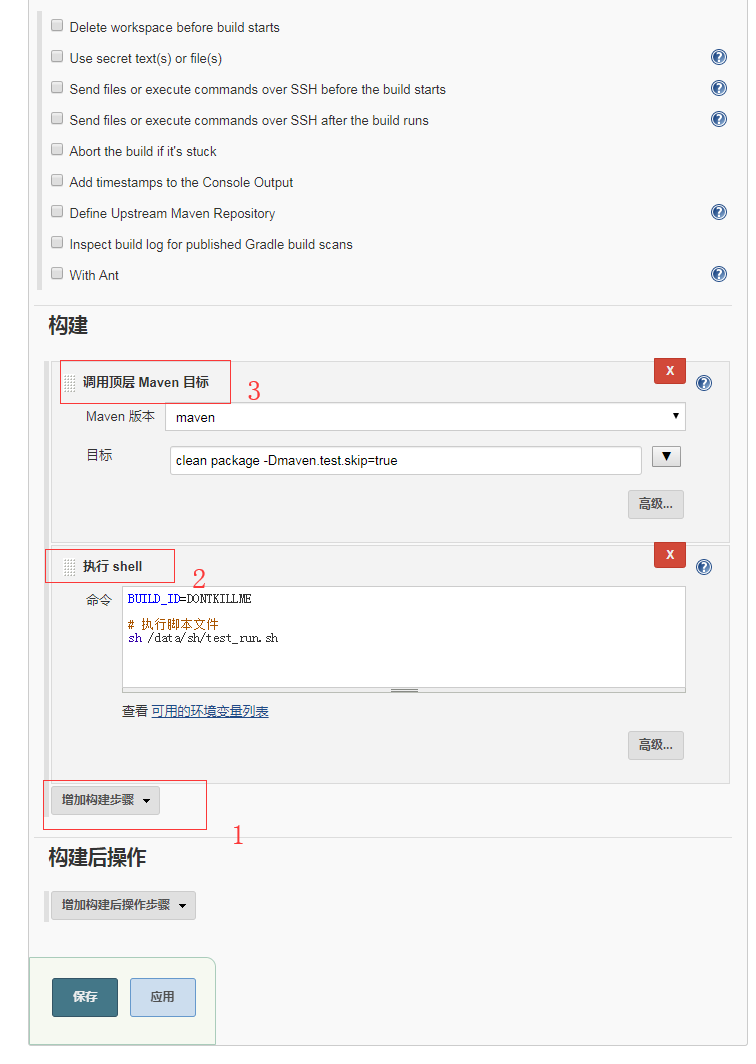 Delete workspace before build starts
Use secret text(s) or file(s)
Send files or execute commands over SSH before the build starts
Send files or execute commands over SSH after the build runs
Abort the build if it's stuck
Add timestamps to the Console Output
Define Upstream Maven Repository
Inspect build log for published Gradle build scans
With Ant
构建
X
调用顶层 Maven 目标
3
Maven 版本 maven
目标 clean package -Dmaven.test.skip=true
高级...
X
执行 shell
2
命令 BUILD_ID=DONTKILLME
# 执行脚本文件
sh /data/sh/test_run.sh
查看 可用的环境变量列表
高级...
增加构建步骤
1
构建后操作
增加构建后操作步骤
保存 应用